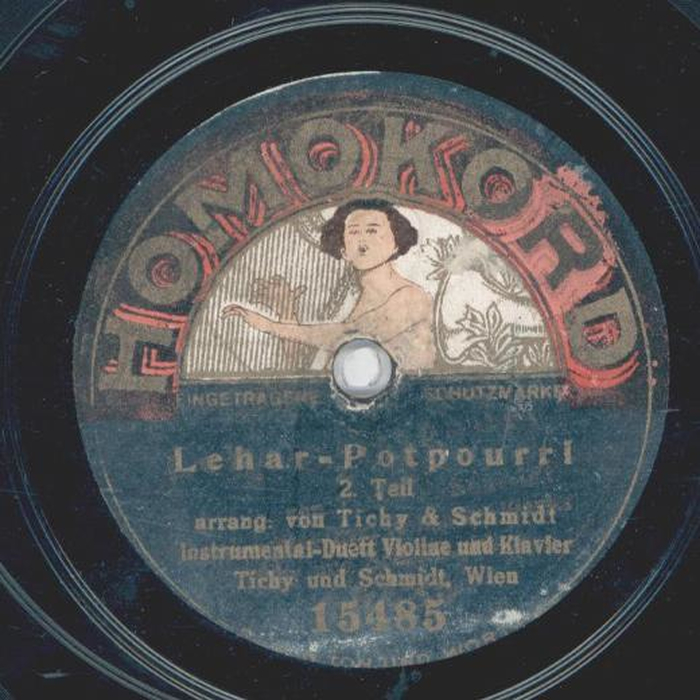 HOMOKORD
EINGETRAGENE SCHUTZMARKE
Lehar-Potpourri
2. Teil
arrang. von Tichy & Schmidt
Instrumental-Duett Violine und Klavier
Tichy und Schmidt, Wien
15485